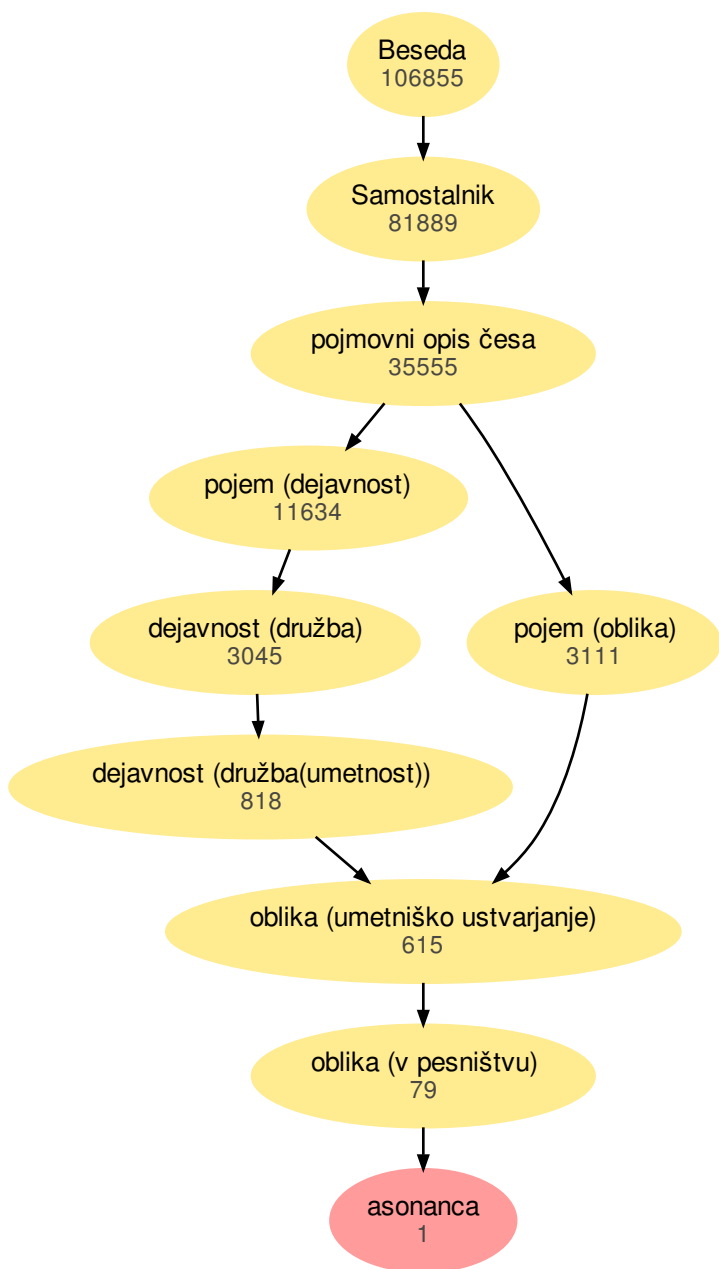 Beseda
106855
Samostalnik
81889
pojmovni opis česa
35555
pojem (dejavnost)
11634
dejavnost (družba)
3045
pojem (oblika)
3111
dejavnost (družba(umetnost))
818
oblika (umetniško ustvarjanje)
615
oblika (v pesništvu)
79
asonanca
1